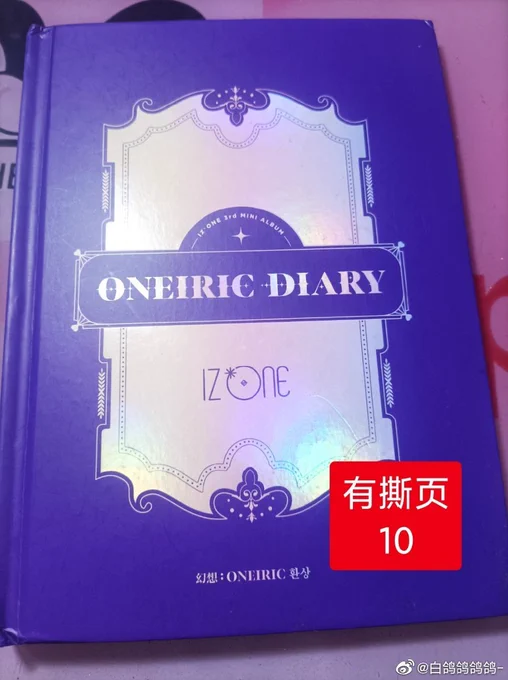 IZ*ONE 3rd MINI ALBUM
ONEIRIC DIARY
IZ*ONE
有撕页
10
幻想 : ONEIRIC 환상
@白鸽鸽鸽鸽-